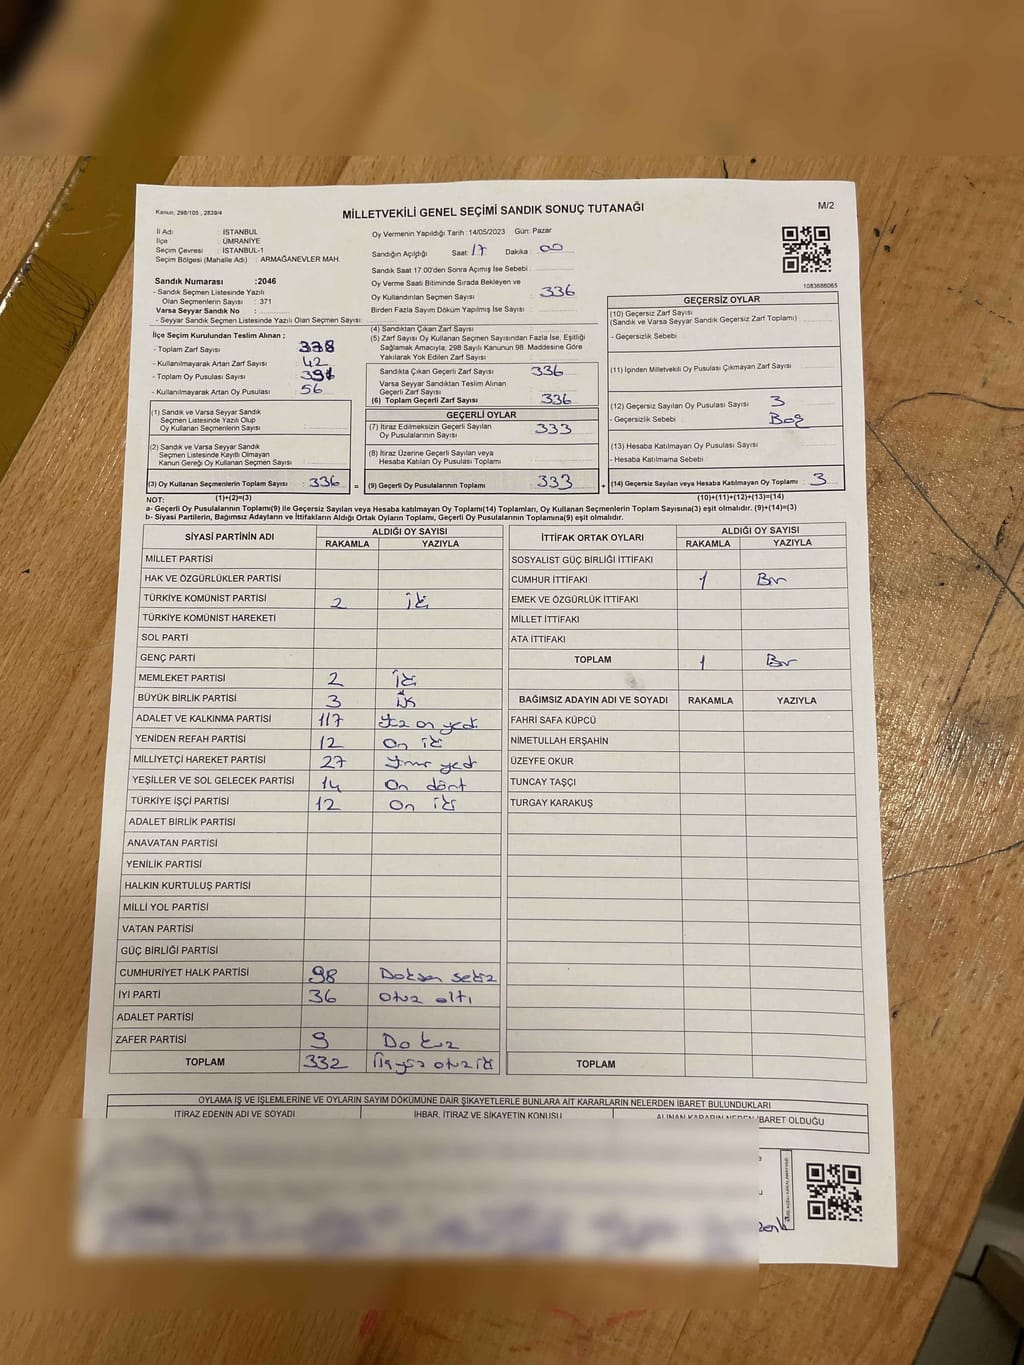 Kanun, 298/105 , 2839/4
MİLLETVEKİLİ GENEL SEÇİMİ SANDIK SONUÇ TUTANAĞI
M/2
İl Adı : İSTANBUL
İlçe : ÜMRANİYE
Seçim Çevresi : İSTANBUL-1
Seçim Bölgesi (Mahalle Adı) : ARMAĞANEVLER MAH.
Sandık Numarası :2046
- Sandık Seçmen Listesinde Yazılı
Olan Seçmenlerin Sayısı : 371
Varsa Seyyar Sandık No :
- Seyyar Sandık Seçmen Listesinde Yazılı Olan Seçmen Sayısı:
İlçe Seçim Kurulundan Teslim Alınan ;
- Toplam Zarf Sayısı : 378
- Kullanılmayarak Artan Zarf Sayısı : 42
- Toplam Oy Pusulası Sayısı :
- Kullanılmayarak Artan Oy Pusulası : 56
(1) Sandık ve Varsa Seyyar Sandık
Seçmen Listesinde Yazılı Olup
Oy Kullanan Seçmenlerin Sayısı :
(2) Sandık ve Varsa Seyyar Sandık
Seçmen Listesinde Kayıtlı Olmayan
Kanun Gereği Oy Kullanan Seçmen Sayısı :
(3) Oy Kullanan Seçmenlerin Toplam Sayısı : 336 =
(1)+(2)=(3)
Oy Vermenin Yapıldığı Tarih : 14/05/2023 Gün: Pazar
Sandığın Açıldığı Saat: 17 Dakika : 00
Sandık Saat 17:00'den Sonra Açımış İse Sebebi :
Oy Verme Saati Bitiminde Sırada Bekleyen ve
Oy Kullandırılan Seçmen Sayısı : 336
Birden Fazla Sayım Döküm Yapılmış İse Sayısı :
(4) Sandıktan Çıkan Zarf Sayısı :
(5) Zarf Sayısı Oy Kullanan Seçmen Sayısından Fazla İse, Eşitliği
Sağlamak Amacıyla; 298 Sayılı Kanunun 98. Maddesine Göre
Yakılarak Yok Edilen Zarf Sayısı :
Sandıkta Çıkan Geçerli Zarf Sayısı : 336
Varsa Seyyar Sandıktan Teslim Alınan
Geçerli Zarf Sayısı :
(6) Toplam Geçerli Zarf Sayısı : 336
GEÇERLİ OYLAR
(7) İtiraz Edilmeksizin Geçerli Sayılan
Oy Pusulalarının Sayısı : 333
(8) İtiraz Üzerine Geçerli Sayılan veya
Hesaba Katılan Oy Pusulası Toplamı :
(9) Geçerli Oy Pusulalarının Toplamı : 333 +
1083686065
GEÇERSİZ OYLAR
(10) Geçersiz Zarf Sayısı
(Sandık ve Varsa Seyyar Sandık Geçersiz Zarf Toplamı) :
- Geçersizlik Sebebi :
(11) İçinden Milletvekili Oy Pusulası Çıkmayan Zarf Sayısı :
(12) Geçersiz Sayılan Oy Pusulası Sayısı : 3
- Geçersizlik Sebebi : Boş
(13) Hesaba Katılmayan Oy Pusulası Sayısı :
- Hesaba Katılmama Sebebi :
(14) Geçersiz Sayılan veya Hesaba Katılmayan Oy Toplamı : 3
(10)+(11)+(12)+(13)=(14)
NOT:
a- Geçerli Oy Pusulalarının Toplamı(9) ile Geçersiz Sayılan veya Hesaba katılmayan Oy Toplamı(14) Toplamları, Oy Kullanan Seçmenlerin Toplam Sayısına(3) eşit olmalıdır. (9)+(14)=(3)
b- Siyasi Partilerin, Bağımsız Adayların ve İttifakların Aldığı Ortak Oyların Toplamı, Geçerli Oy Pusulalarının Toplamına(9) eşit olmalıdır.
SİYASİ PARTİNİN ADI ALDIĞI OY SAYISI
RAKAMLA YAZIYLA
MİLLET PARTİSİ
HAK VE ÖZGÜRLÜKLER PARTİSİ
TÜRKİYE KOMÜNİST PARTİSİ 2 iki
TÜRKİYE KOMÜNİST HAREKETİ
SOL PARTİ
GENÇ PARTİ
MEMLEKET PARTİSİ 2 iki
BÜYÜK BİRLİK PARTİSİ 3
ADALET VE KALKINMA PARTİSİ 117 Yüz on yedi
YENİDEN REFAH PARTİSİ 12 On iki
MİLLİYETÇİ HAREKET PARTİSİ 27 Yirmi yedi
YEŞİLLER VE SOL GELECEK PARTİSİ 14 On dört
TÜRKİYE İŞÇİ PARTİSİ 12 On iki
ADALET BİRLİK PARTİSİ
ANAVATAN PARTİSİ
YENİLİK PARTİSİ
HALKIN KURTULUŞ PARTİSİ
MİLLİ YOL PARTİSİ
VATAN PARTİSİ
GÜÇ BİRLİĞİ PARTİSİ
CUMHURİYET HALK PARTİSİ 98 Doksan sekiz
İYİ PARTİ 36 otuz altı
ADALET PARTİSİ
ZAFER PARTİSİ 9 Dokuz
TOPLAM 332 Üçyüz otuz iki
İTTİFAK ORTAK OYLARI ALDIĞI OY SAYISI
RAKAMLA YAZIYLA
SOSYALIST GÜÇ BİRLİĞİ İTTİFAKI
CUMHUR İTTİFAKI 1 Bir
EMEK VE ÖZGÜRLÜK İTTİFAKI
MİLLET İTTİFAKI
ATA İTTİFAKI
TOPLAM 1 Bir
BAĞIMSIZ ADAYIN ADI VE SOYADI RAKAMLA YAZIYLA
FAHRİ SAFA KÜPCÜ
NİMETULLAH ERŞAHİN
ÜZEYFE OKUR
TUNCAY TAŞÇI
TURGAY KARAKUŞ
TOPLAM
OYLAMA İŞ VE İŞLEMLERİNE VE OYLARIN SAYIM DÖKÜMÜNE DAİR ŞİKAYETLERLE BUNLARA AİT KARARLARIN NELERDEN İBARET BULUNDUKLARI
İTİRAZ EDENİN ADI VE SOYADI İHBAR, İTİRAZ VE ŞİKAYETİN KONUSU ALINAN KARARIN NEDEN İBARET OLDUĞU